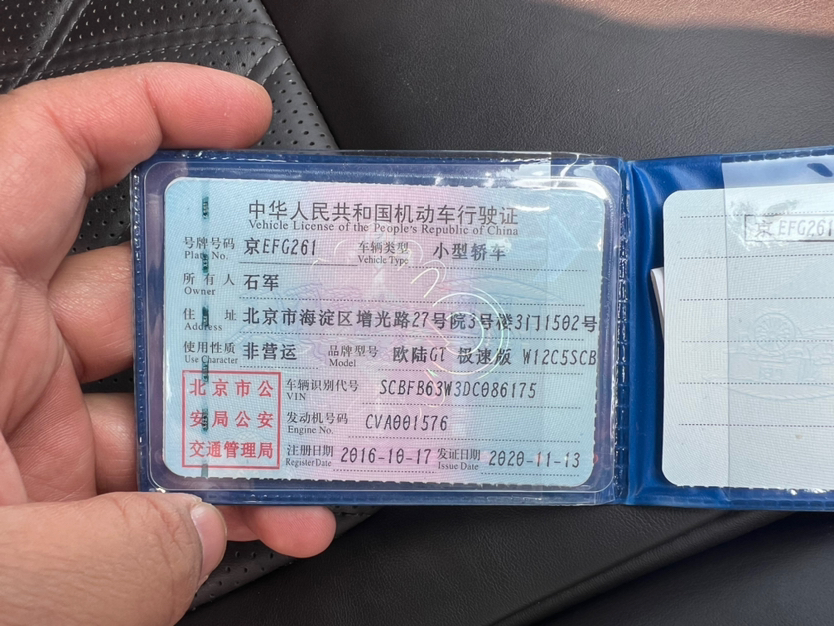 中华人民共和国机动车行驶证
Vehicle License of the People's Republic of China
号牌号码 京EFG261 车辆类型 小型轿车
Plate No. Vehicle Type
所有人 石军
Owner
住址 北京市海淀区增光路27号院3号楼3门1502号
Address
使用性质 非营运 品牌型号 欧陆GT 极速版 W12C5SCB
Use Character Model
北京市公
安局公安
交通管理局
车辆识别代号 SCBFB63W3DC086175
VIN
发动机号码 CVA001576
Engine No.
注册日期 2016-10-17 发证日期 2020-11-13
Register Date Issue Date
京EFG261